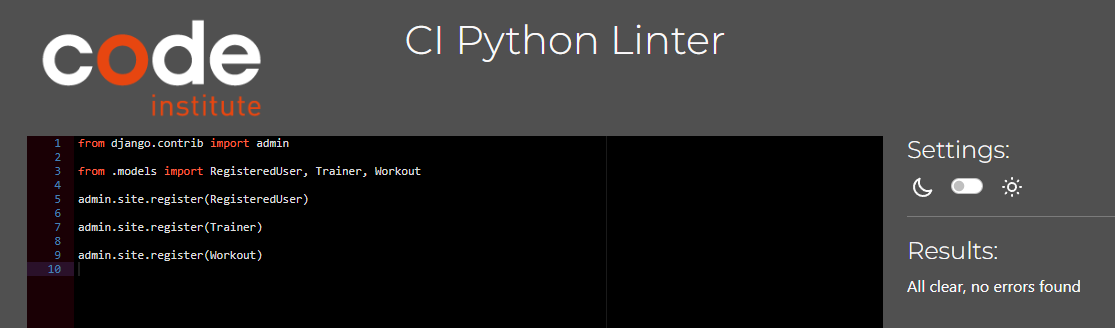 code
institute
CI Python Linter
1 from django.contrib import admin
2
3 from .models import RegisteredUser, Trainer, Workout
4
5 admin.site.register(RegisteredUser)
6
7 admin.site.register(Trainer)
8
9 admin.site.register(Workout)
10
Settings:
Results:
All clear, no errors found